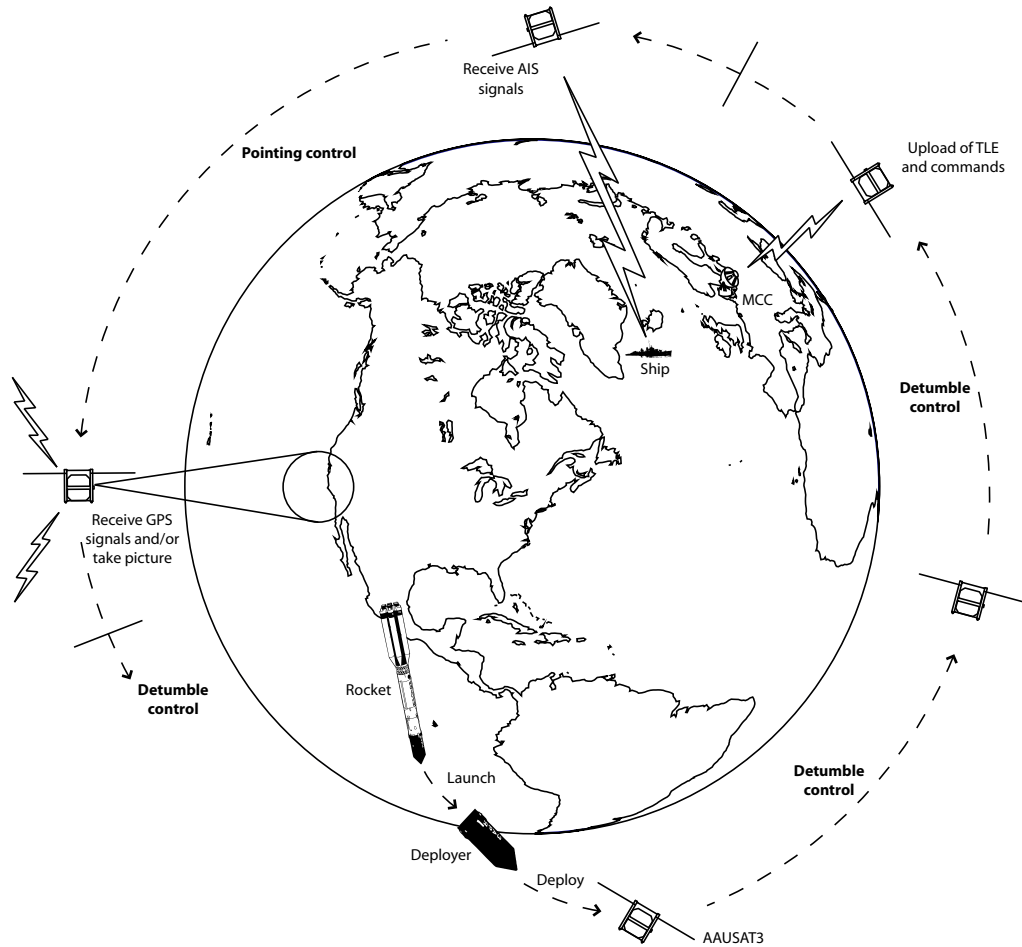 Receive AIS
signals
Upload of TLE
and commands
Pointing control
MCC
Ship
Detumble
control
Receive GPS
signals and/or
take picture
Detumble
control
Rocket
Launch
Detumble
control
Deployer
Deploy
AAUSAT3